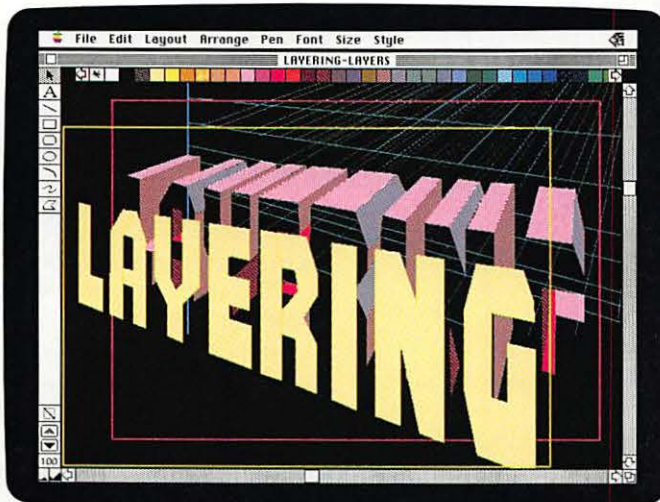 File Edit Layout Arrange Pen Font Size Style
LAYERING-LAYERS
A
LAYERING
100